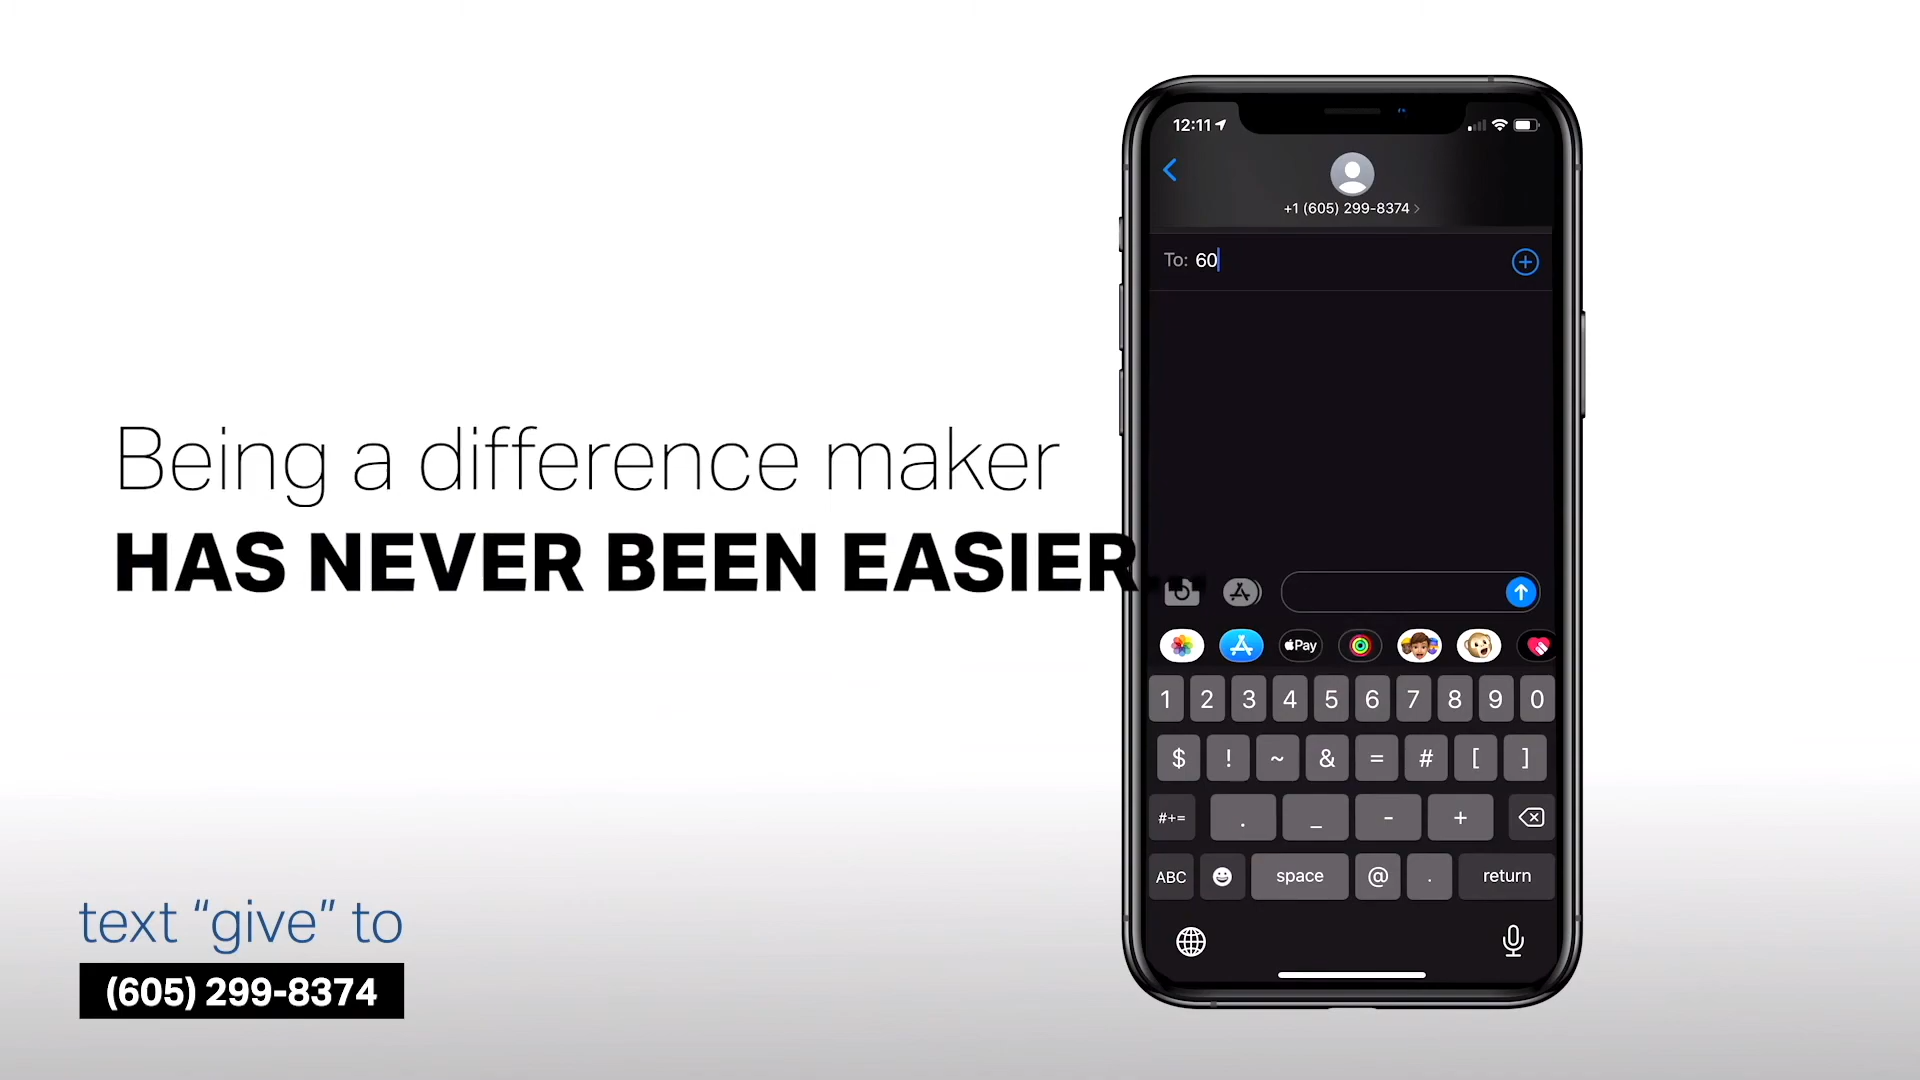 Being a difference maker
HAS NEVER BEEN EASIER...
text “give” to
(605) 299-8374
12:11
+1 (605) 299-8374 >
To: 60
Pay
1 2 3 4 5 6 7 8 9 0
$ ! ~ & = # [ ]
#+= . _ - +
ABC space @ . return